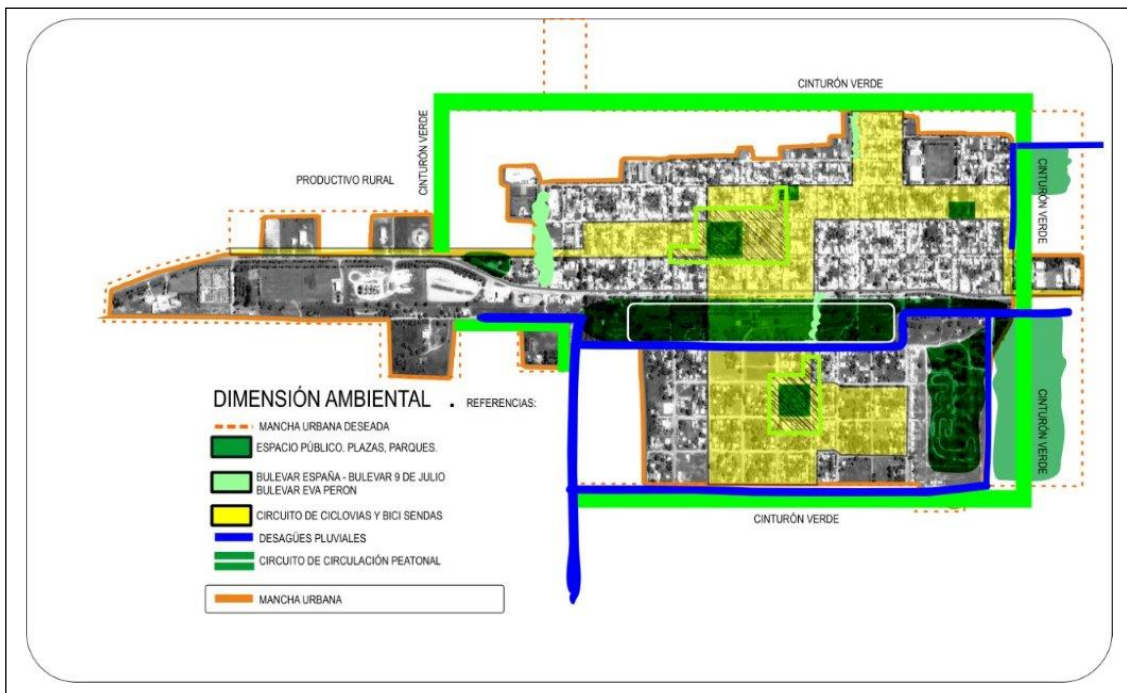 CINTURÓN VERDE
CINTURÓN VERDE
PRODUCTIVO RURAL
CINTURÓN VERDE
CINTURÓN VERDE
CINTURÓN VERDE
DIMENSIÓN AMBIENTAL . REFERENCIAS:
MANCHA URBANA DESEADA
ESPACIO PÚBLICO. PLAZAS, PARQUES.
BULEVAR ESPAÑA - BULEVAR 9 DE JULIO
BULEVAR EVA PERON
CIRCUITO DE CICLOVIAS Y BICI SENDAS
DESAGÜES PLUVIALES
CIRCUITO DE CIRCULACIÓN PEATONAL
MANCHA URBANA